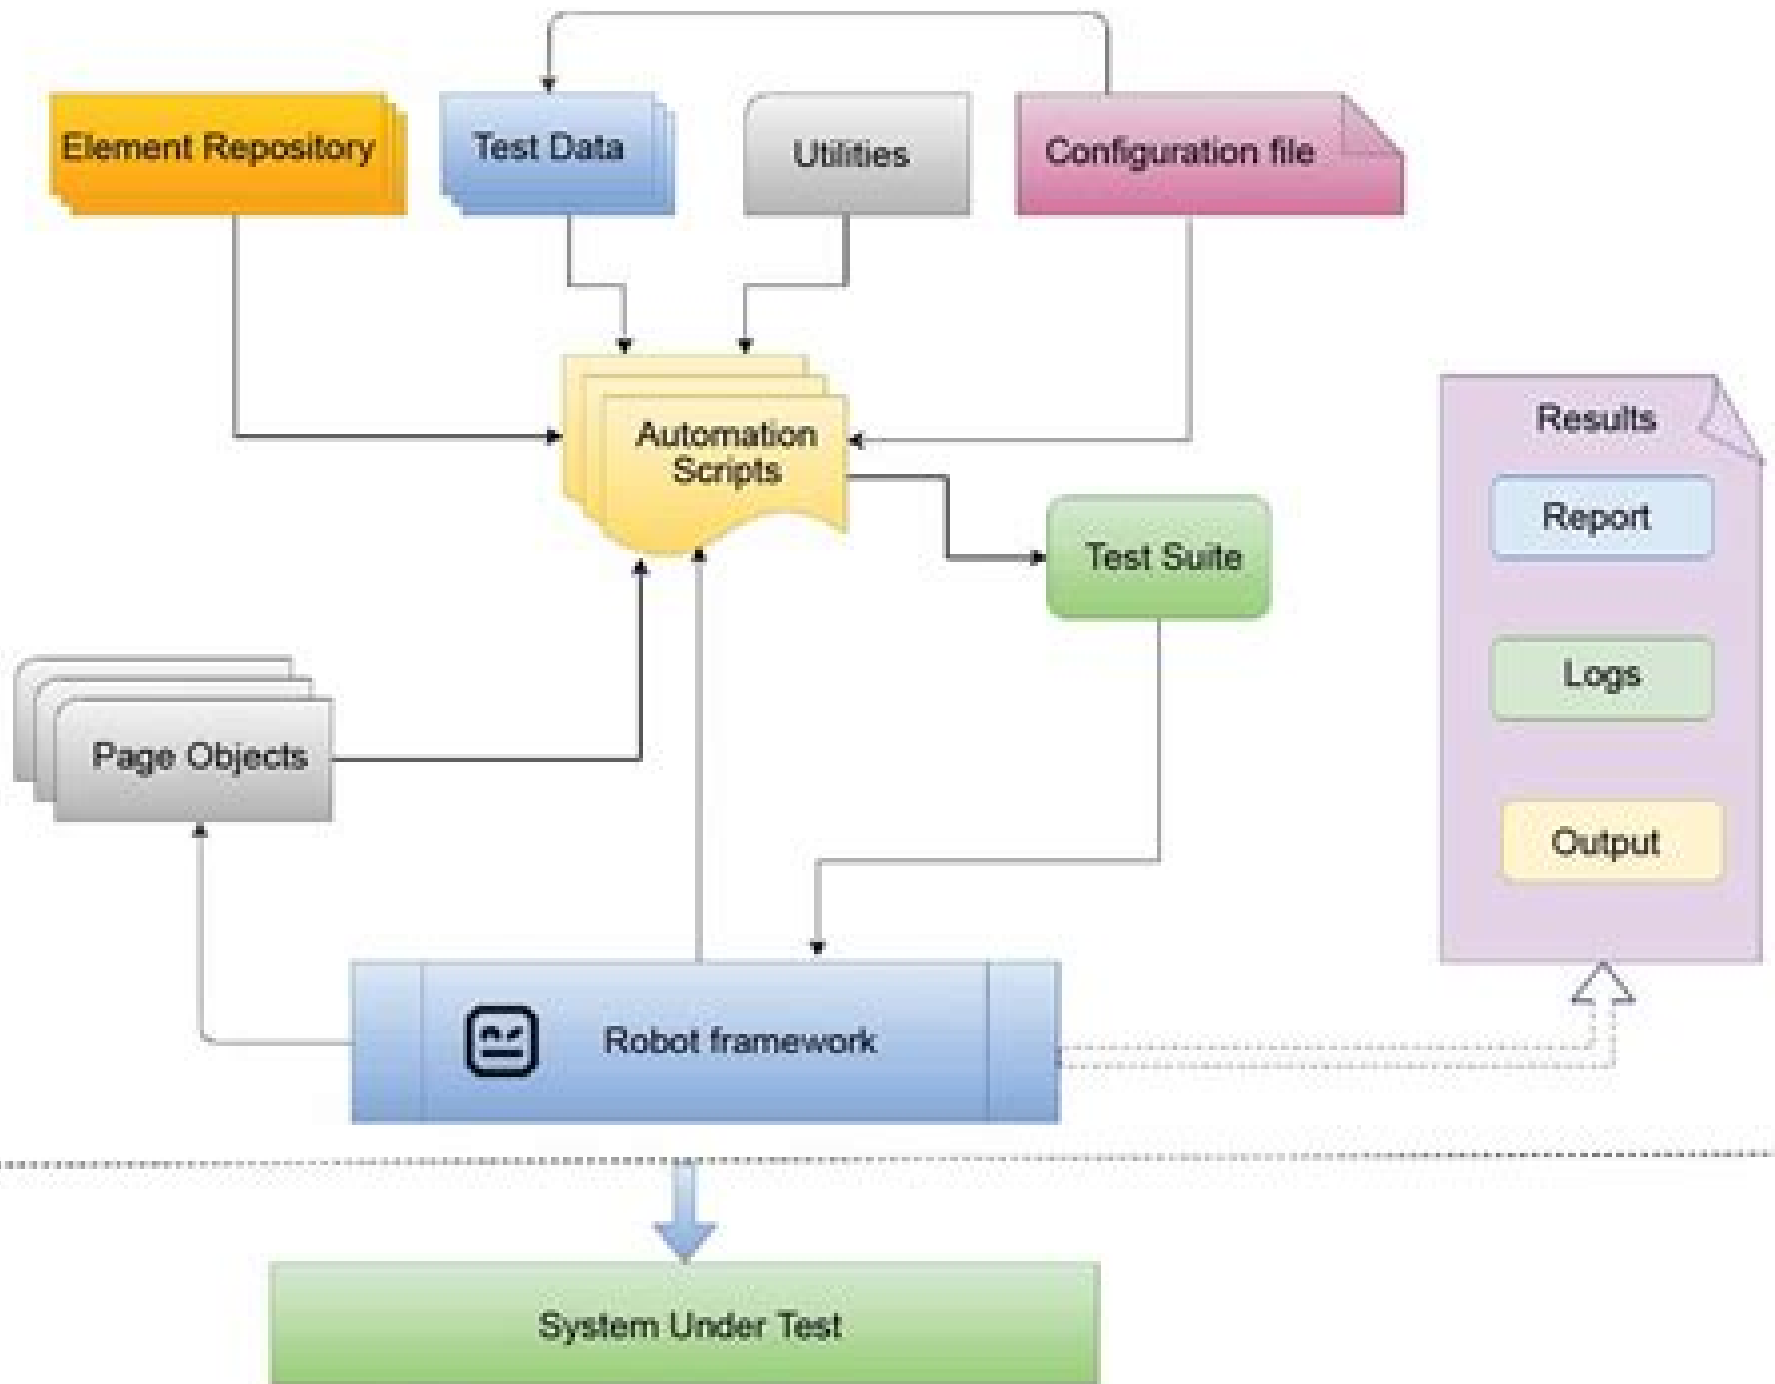 Element Repository
Test Data
Utilities
Configuration file
Automation
Scripts
Results
Report
Test Suite
Logs
Page Objects
Output
Robot framework
System Under Test